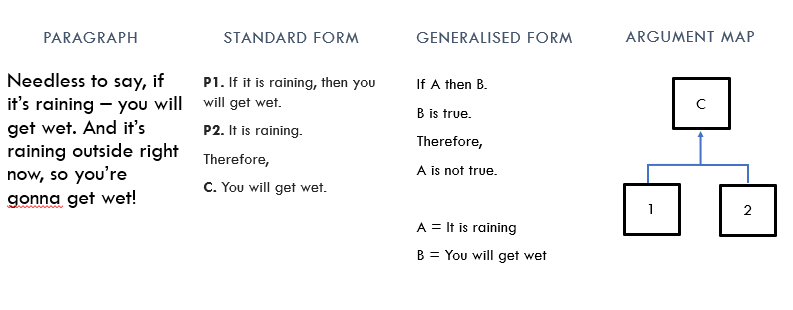 PARAGRAPH
Needless to say, if
it's raining – you will
get wet. And it's
raining outside right
now, so you're
gonna get wet!
STANDARD FORM
P1. If it is raining, then you
will get wet.
P2. It is raining.
Therefore,
C. You will get wet.
GENERALISED FORM
If A then B.
B is true.
Therefore,
A is not true.
A = It is raining
B = You will get wet
ARGUMENT MAP
C
1
2